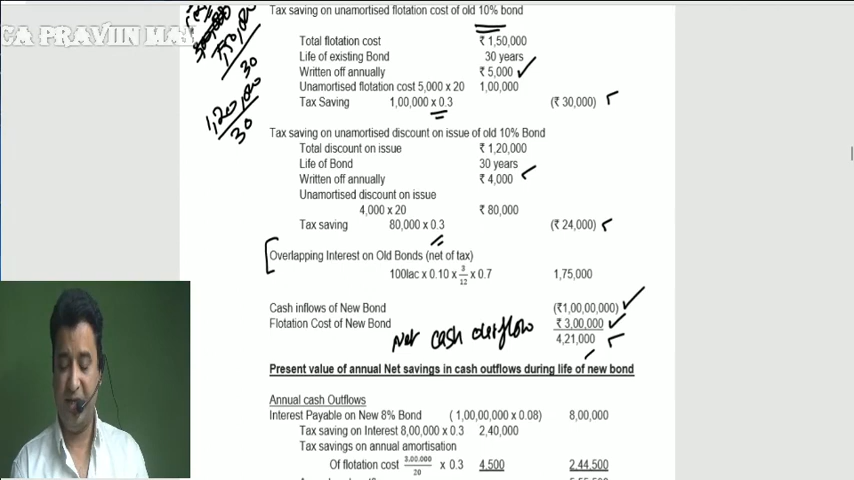 Tax saving on unamortised flotation cost of old 10% bond
CA PRAVIIN MA
Total flotation cost ₹ 1,50,000
Life of existing Bond 30 years
Written off annually ₹ 5,000
Unamortised flotation cost 5,000 x 20 1,00,000
Tax Saving 1,00,000 x 0.3 (₹ 30,000)
30
1,20,000
30
Tax saving on unamortised discount on issue of old 10% Bond
Total discount on issue ₹ 1,20,000
Life of Bond 30 years
Written off annually ₹ 4,000
Unamortised discount on issue
4,000 x 20 ₹ 80,000
Tax saving 80,000 x 0.3 (₹ 24,000)
Overlapping Interest on Old Bonds (net of tax)
100lac x 0.10 x 3/12 x 0.7 1,75,000
Cash inflows of New Bond (₹1,00,00,000)
Flotation Cost of New Bond ₹ 3,00,000
Net cash outflow 4,21,000
Present value of annual Net savings in cash outflows during life of new bond
Annual cash Outflows
Interest Payable on New 8% Bond ( 1,00,00,000 x 0.08) 8,00,000
Tax saving on Interest 8,00,000 x 0.3 2,40,000
Tax savings on annual amortisation
Of flotation cost 3,00,000/20 x 0.3 4,500 2,44,500